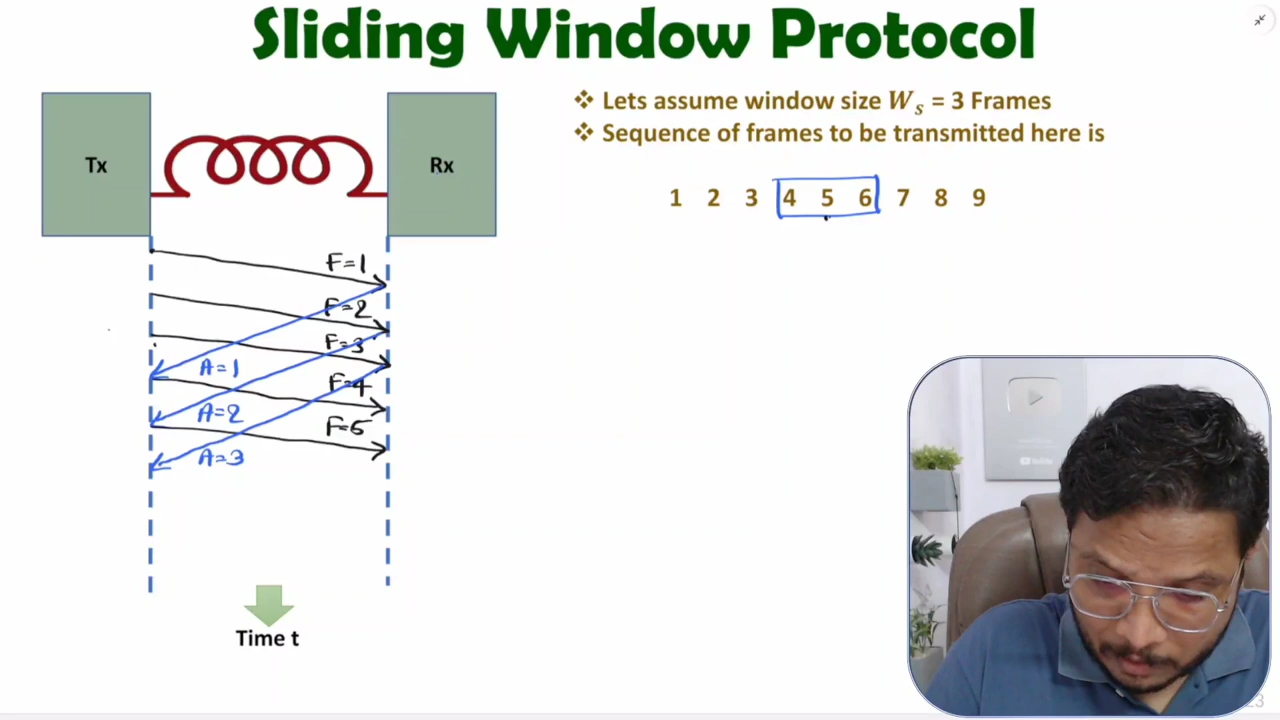 Sliding Window Protocol
Tx
Rx
❖ Lets assume window size Wₛ = 3 Frames
❖ Sequence of frames to be transmitted here is
1 2 3 4 5 6 7 8 9
F=1
F=2
F=3
A=1
F=4
A=2
F=5
A=3
Time t
YouTube